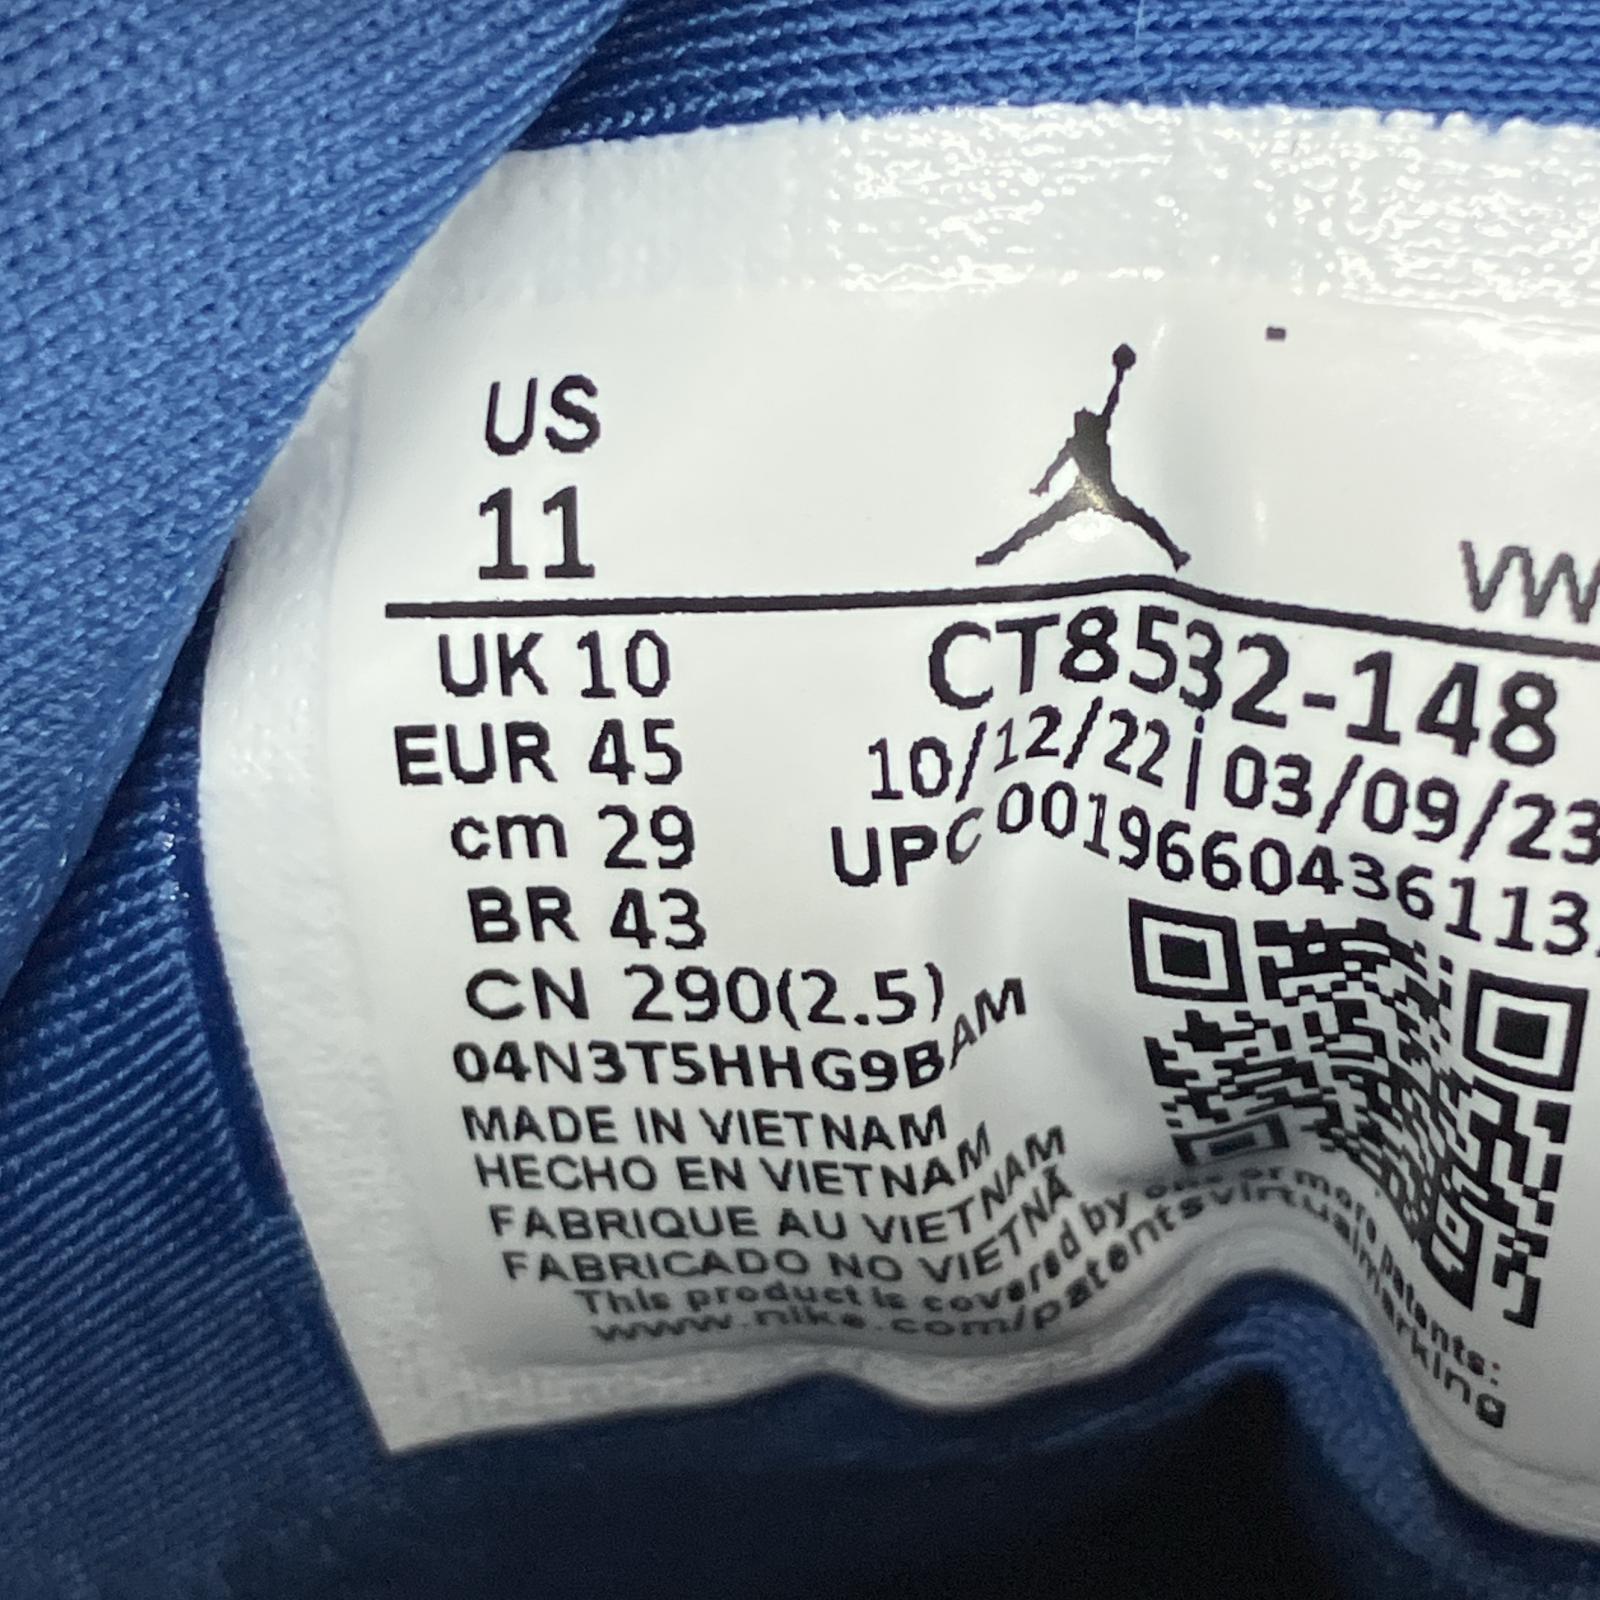 US
11
VW
UK 10
EUR 45
cm 29
BR 43
CN 290(2.5)
04N3T5HHG9BAM
MADE IN VIETNAM
HECHO EN VIETNAM
FABRIQUE AU VIETNAM
FABRICADO NO VIETNÃ
This product is covered by one or more patents:
www.nike.com/patentsvirtualmarking
CT8532-148
10/12/22 | 03/09/23
UPC 0019660436113